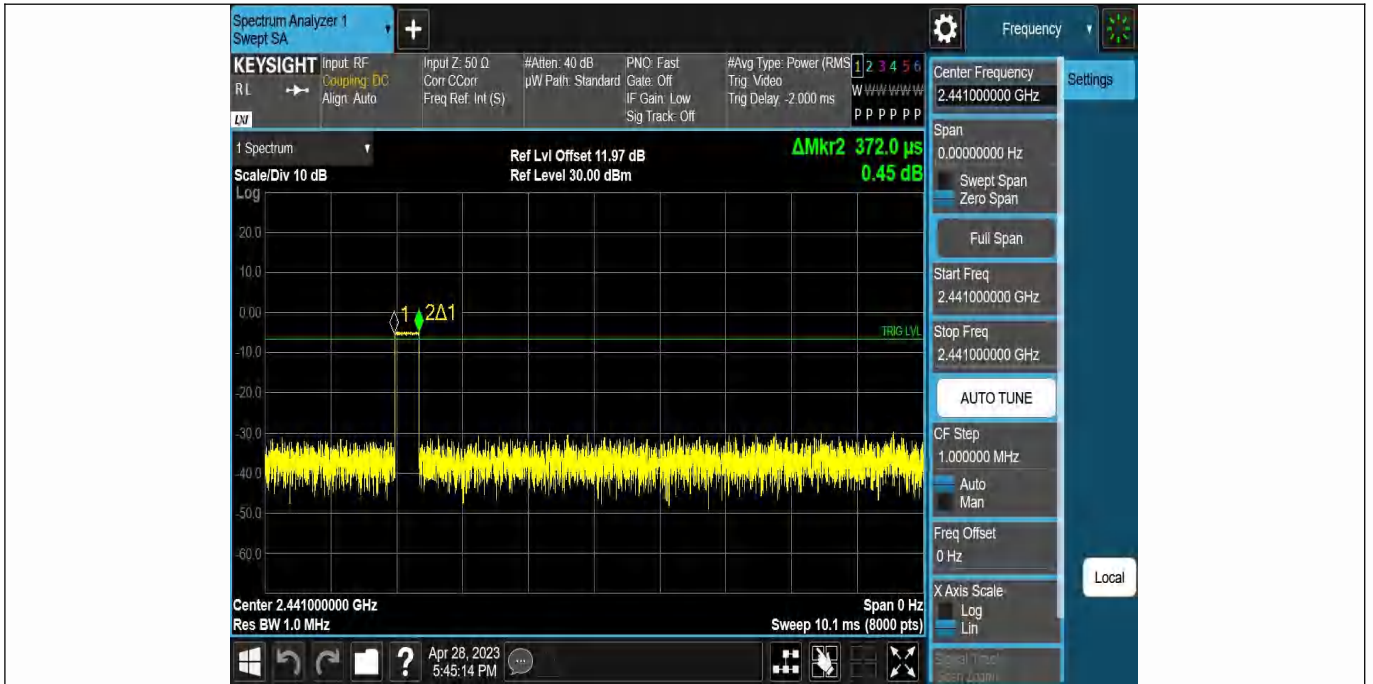 Spectrum Analyzer 1
Swept SA
Frequency
KEYSIGHT
R L
LXI
Input: RF
Coupling: DC
Align: Auto
Input Z: 50 Ω
Corr CCorr
Freq Ref: Int (S)
#Atten: 40 dB
µW Path: Standard
PNO: Fast
Gate: Off
IF Gain: Low
Sig Track: Off
#Avg Type: Power (RMS
Trig: Video
Trig Delay: -2.000 ms
1 2 3 4 5 6
W W W W W W
P P P P P P
1 Spectrum
Scale/Div 10 dB
Ref Lvl Offset 11.97 dB
Ref Level 30.00 dBm
ΔMkr2 372.0 µs
0.45 dB
Log
20.0
10.0
0.00
-10.0
-20.0
-30.0
-40.0
-50.0
-60.0
1
2Δ1
TRIG LVL
Center 2.441000000 GHz
Res BW 1.0 MHz
Span 0 Hz
Sweep 10.1 ms (8000 pts)
Center Frequency
2.441000000 GHz
Settings
Span
0.00000000 Hz
Swept Span
Zero Span
Full Span
Start Freq
2.441000000 GHz
Stop Freq
2.441000000 GHz
AUTO TUNE
CF Step
1.000000 MHz
Auto
Man
Freq Offset
0 Hz
X Axis Scale
Log
Lin
Signal Track
Local
?
Apr 28, 2023
5:45:14 PM